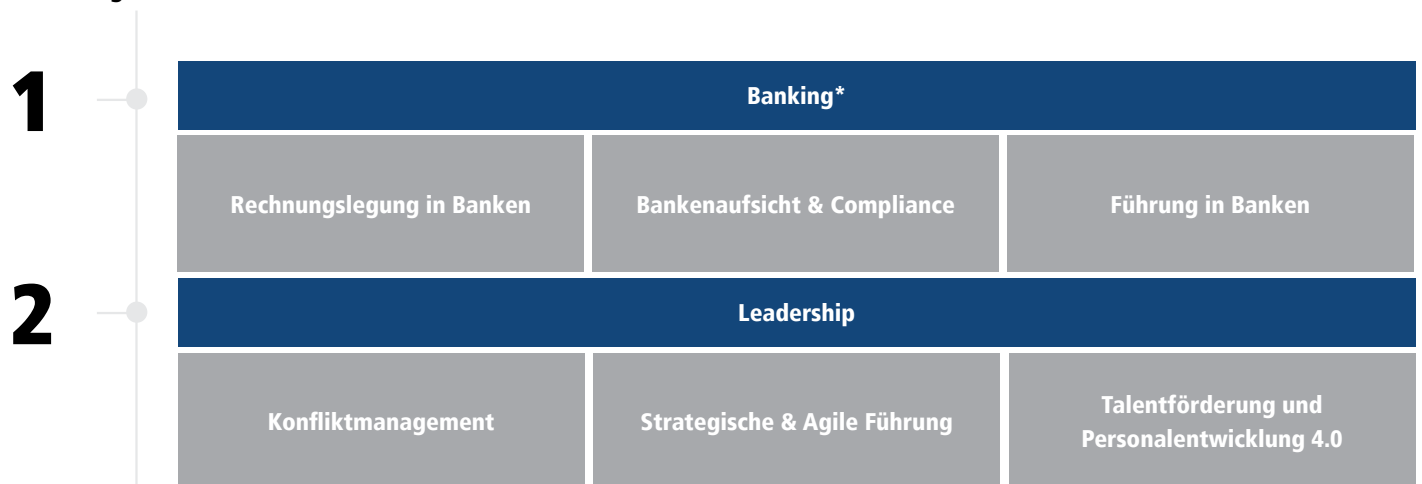 1
Banking*
Rechnungslegung in Banken
Bankenaufsicht & Compliance
Führung in Banken
2
Leadership
Konfliktmanagement
Strategische & Agile Führung
Talentförderung und
Personalentwicklung 4.0